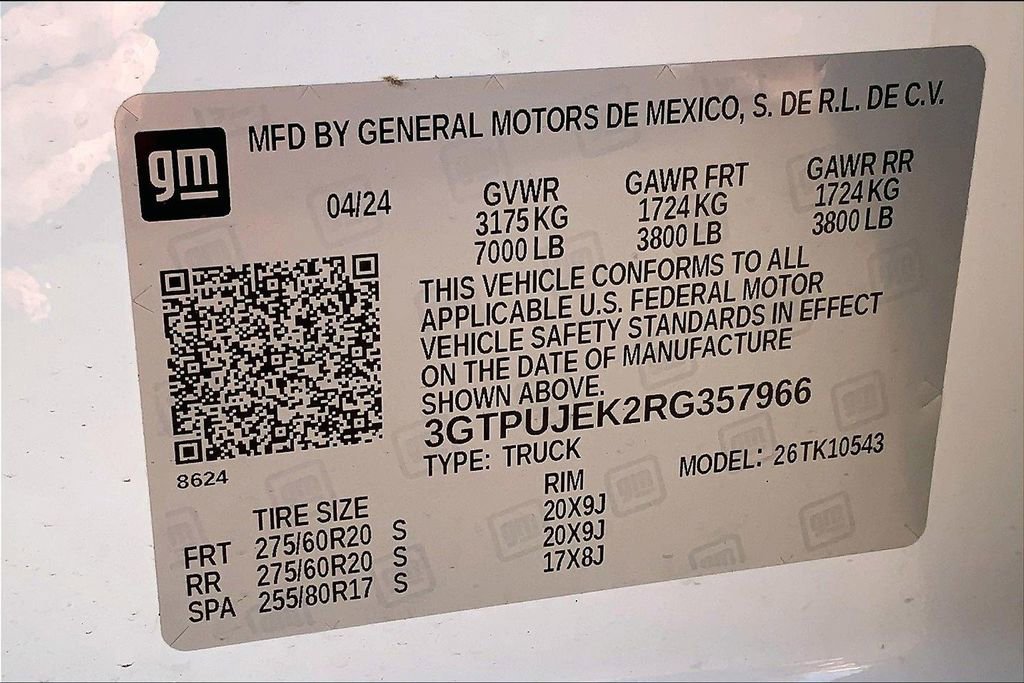 gm
MFD BY GENERAL MOTORS DE MEXICO, S. DE R.L. DE C.V.
04/24
GVWR
3175 KG
7000 LB
GAWR FRT
1724 KG
3800 LB
GAWR RR
1724 KG
3800 LB
THIS VEHICLE CONFORMS TO ALL
APPLICABLE U.S. FEDERAL MOTOR
VEHICLE SAFETY STANDARDS IN EFFECT
ON THE DATE OF MANUFACTURE
SHOWN ABOVE.
3GTPUJEK2RG357966
TYPE: TRUCK
MODEL: 26TK10543
8624
TIRE SIZE RIM
FRT 275/60R20 S 20X9J
RR 275/60R20 S 20X9J
SPA 255/80R17 S 17X8J